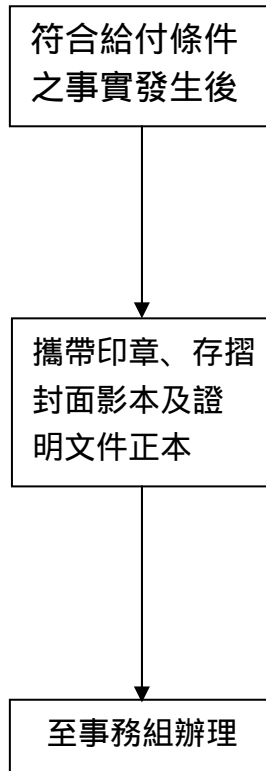 符合給付條件
之事實發生後
攜帶印章、存摺
封面影本及證
明文件正本
至事務組辦理